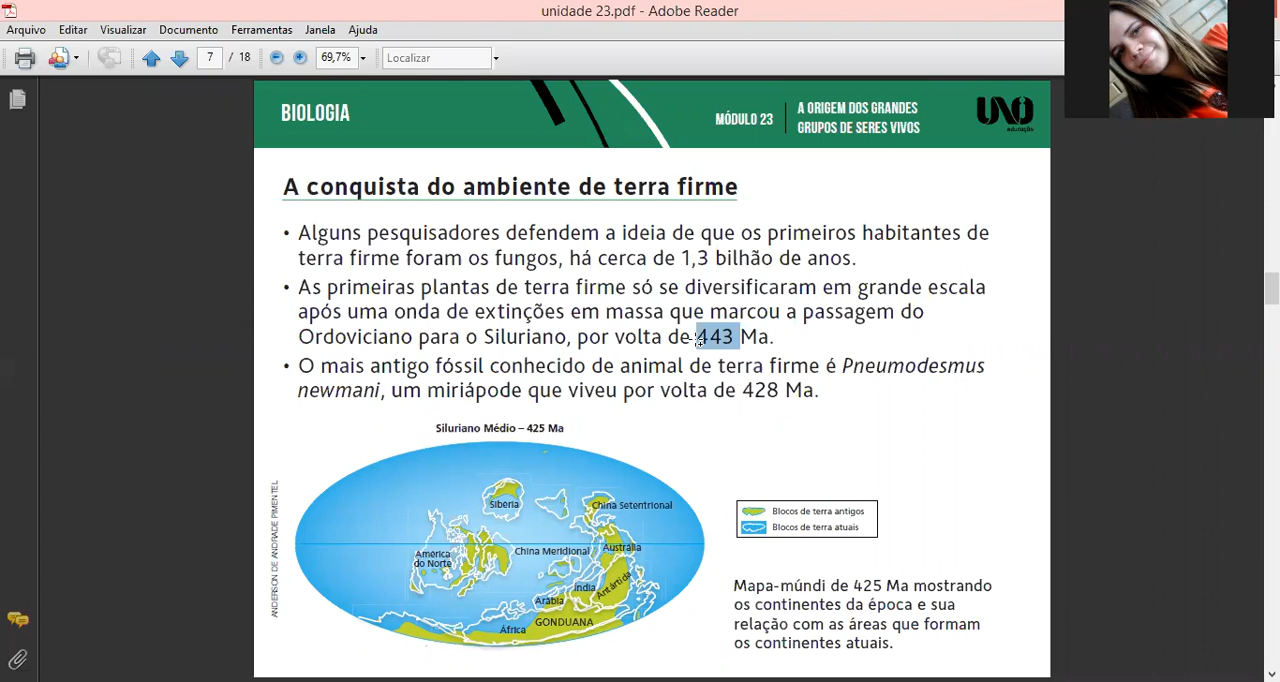 unidade 23.pdf - Adobe Reader
Arquivo Editar Visualizar Documento Ferramentas Janela Ajuda
7 / 18 69,7% Localizar
BIOLOGIA
MÓDULO 23
A ORIGEM DOS GRANDES
GRUPOS DE SERES VIVOS
UNO
educação
A conquista do ambiente de terra firme
• Alguns pesquisadores defendem a ideia de que os primeiros habitantes de
terra firme foram os fungos, há cerca de 1,3 bilhão de anos.
• As primeiras plantas de terra firme só se diversificaram em grande escala
após uma onda de extinções em massa que marcou a passagem do
Ordoviciano para o Siluriano, por volta de 443 Ma.
• O mais antigo fóssil conhecido de animal de terra firme é Pneumodesmus
newmani, um miriápode que viveu por volta de 428 Ma.
Siluriano Médio – 425 Ma
Sibéria
China Setentrional
América
do Norte
China Meridional
Austrália
Índia
Antártida
Arábia
África
GONDUANA
ANDERSON DE ANDRADE PIMENTEL
Blocos de terra antigos
Blocos de terra atuais
Mapa-múndi de 425 Ma mostrando
os continentes da época e sua
relação com as áreas que formam
os continentes atuais.